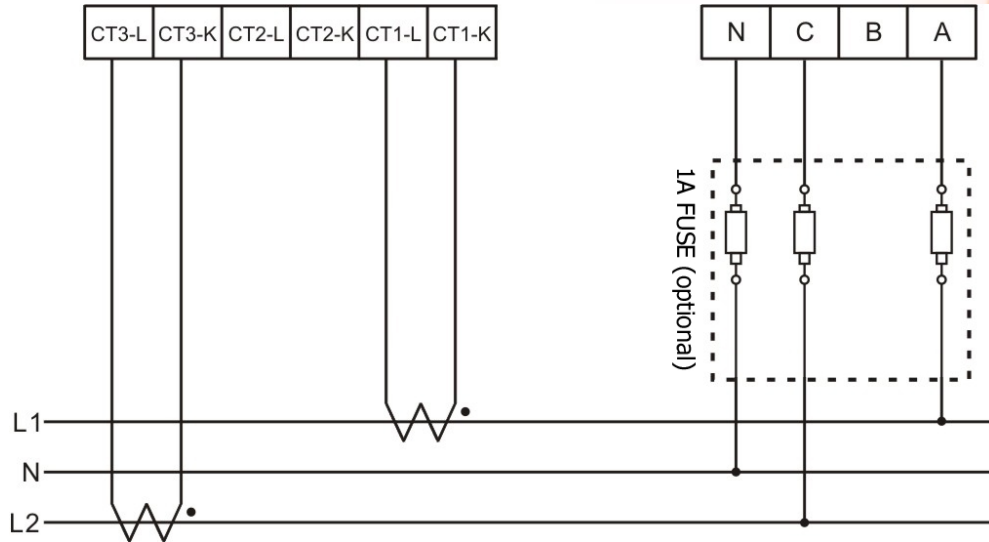 CT3-L CT3-K CT2-L CT2-K CT1-L CT1-K
N C B A
1A FUSE (optional)
L1
N
L2